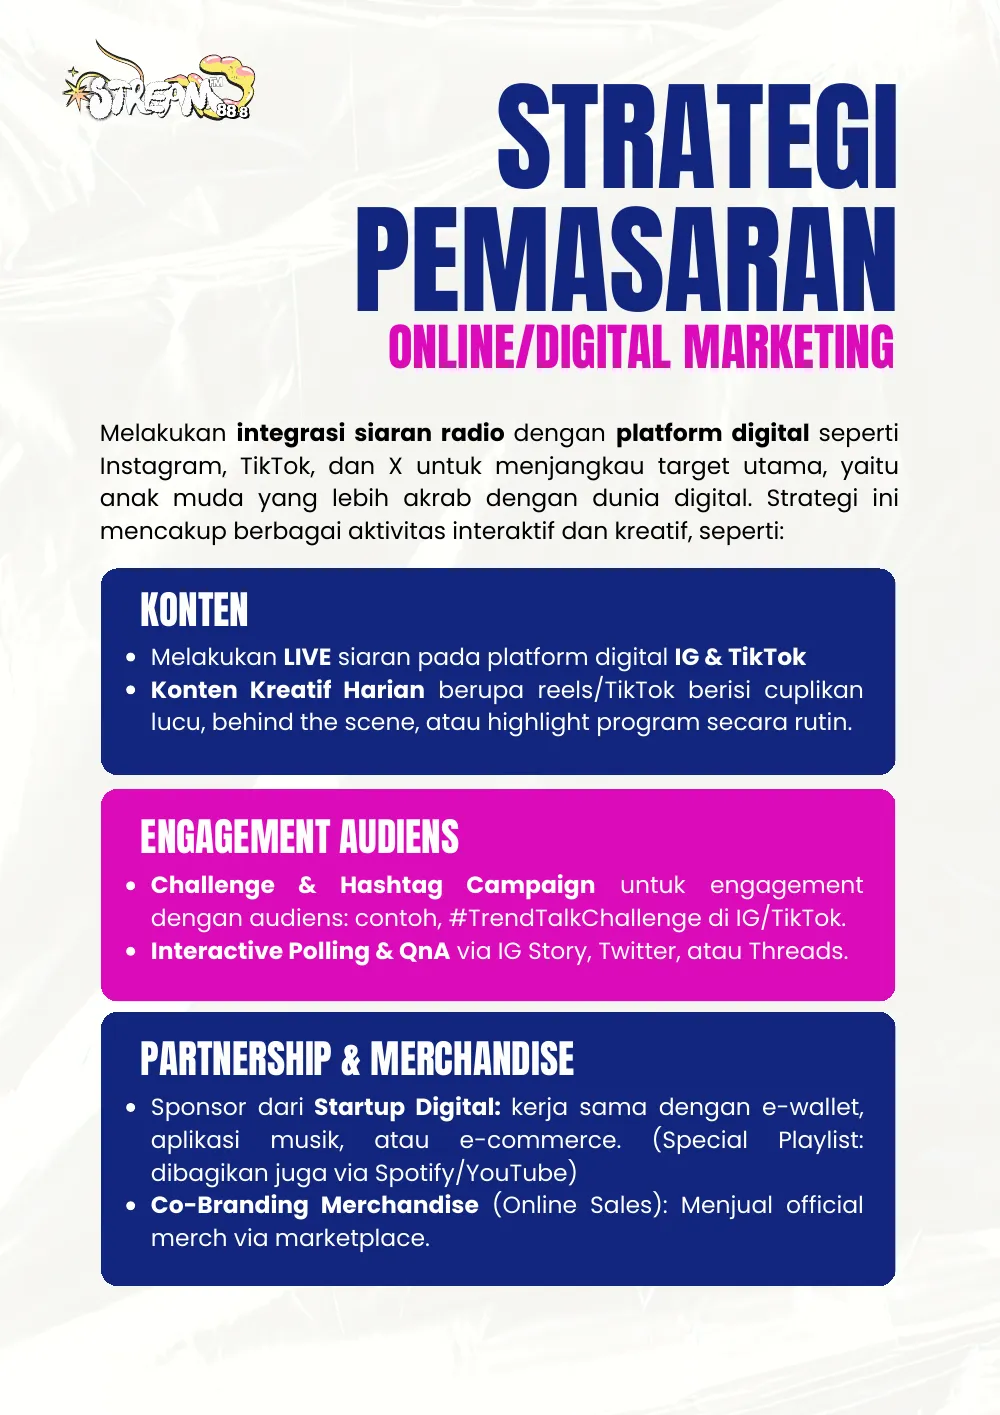 STREAM FM
88.8
STRATEGI
PEMASARAN
ONLINE/DIGITAL MARKETING
Melakukan integrasi siaran radio dengan platform digital seperti
Instagram, TikTok, dan X untuk menjangkau target utama, yaitu
anak muda yang lebih akrab dengan dunia digital. Strategi ini
mencakup berbagai aktivitas interaktif dan kreatif, seperti:
KONTEN
• Melakukan LIVE siaran pada platform digital IG & TikTok
• Konten Kreatif Harian berupa reels/TikTok berisi cuplikan
lucu, behind the scene, atau highlight program secara rutin.
ENGAGEMENT AUDIENS
• Challenge & Hashtag Campaign untuk engagement
dengan audiens: contoh, #TrendTalkChallenge di IG/TikTok.
• Interactive Polling & QnA via IG Story, Twitter, atau Threads.
PARTNERSHIP & MERCHANDISE
• Sponsor dari Startup Digital: kerja sama dengan e-wallet,
aplikasi musik, atau e-commerce. (Special Playlist:
dibagikan juga via Spotify/YouTube)
• Co-Branding Merchandise (Online Sales): Menjual official
merch via marketplace.